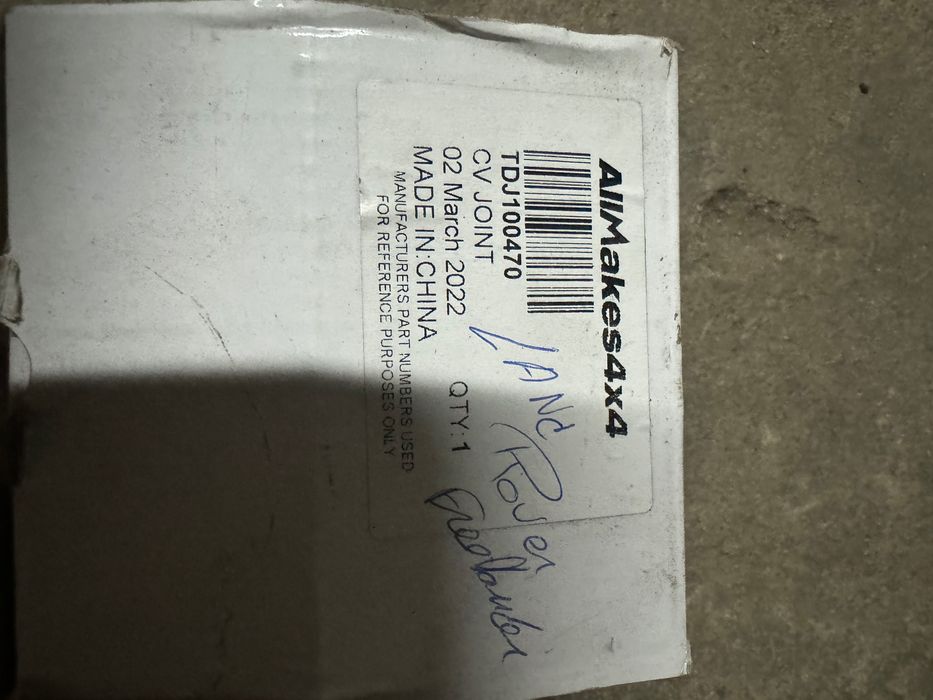 AllMakes4x4
TDJ100470
CV JOINT
02 March 2022 QTY:1
MADE IN:CHINA
MANUFACTURERS PART NUMBERS USED
FOR REFERENCE PURPOSES ONLY
LANd
Rover
Freelander